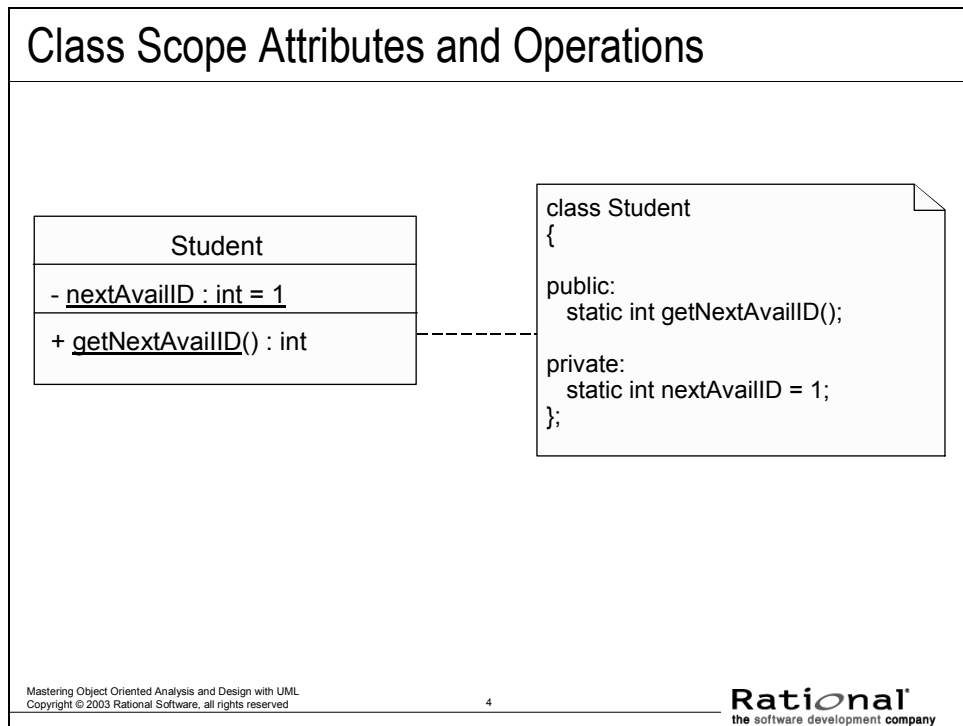 Class Scope Attributes and Operations
Student
- nextAvailID : int = 1
+ getNextAvailID() : int
class Student
{
public:
static int getNextAvailID();
private:
static int nextAvailID = 1;
};
Mastering Object Oriented Analysis and Design with UML
Copyright © 2003 Rational Software, all rights reserved
4
Rational
the software development company